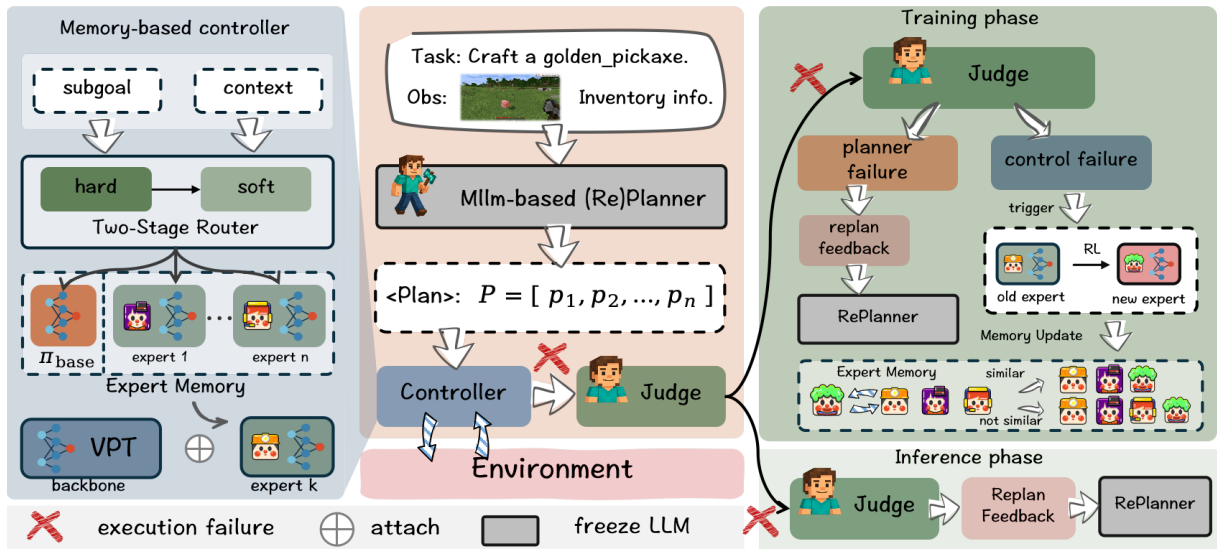 Memory-based controller
subgoal
context
hard
soft
Two-Stage Router
π base
expert 1
...
expert n
Expert Memory
VPT
backbone
expert k
Task: Craft a golden_pickaxe.
Obs:
Inventory info.
Mllm-based (Re)Planner
<Plan>: P = [ p1, p2, ..., pn ]
Controller
Judge
Environment
Training phase
Judge
planner
failure
control failure
replan
feedback
RePlanner
trigger
RL
old expert
new expert
Memory Update
Expert Memory
similar
not similar
Inference phase
Judge
Replan
Feedback
RePlanner
execution failure
attach
freeze LLM